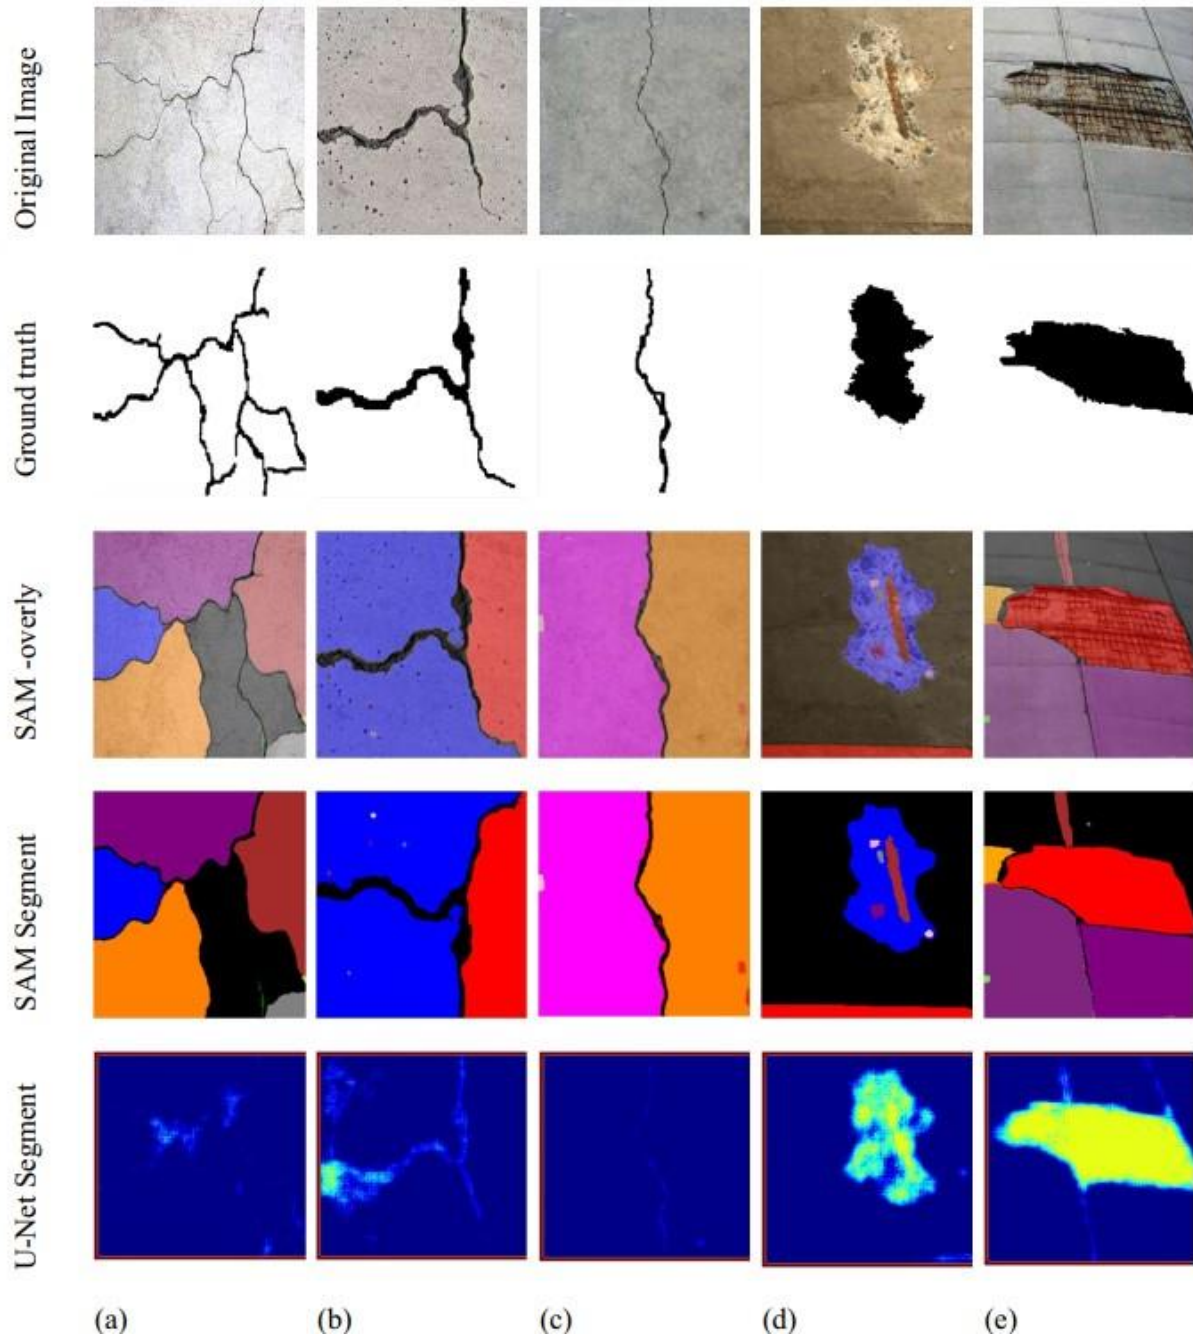 Original Image
Ground truth
SAM -overly
SAM Segment
U-Net Segment
(a)
(b)
(c)
(d)
(e)